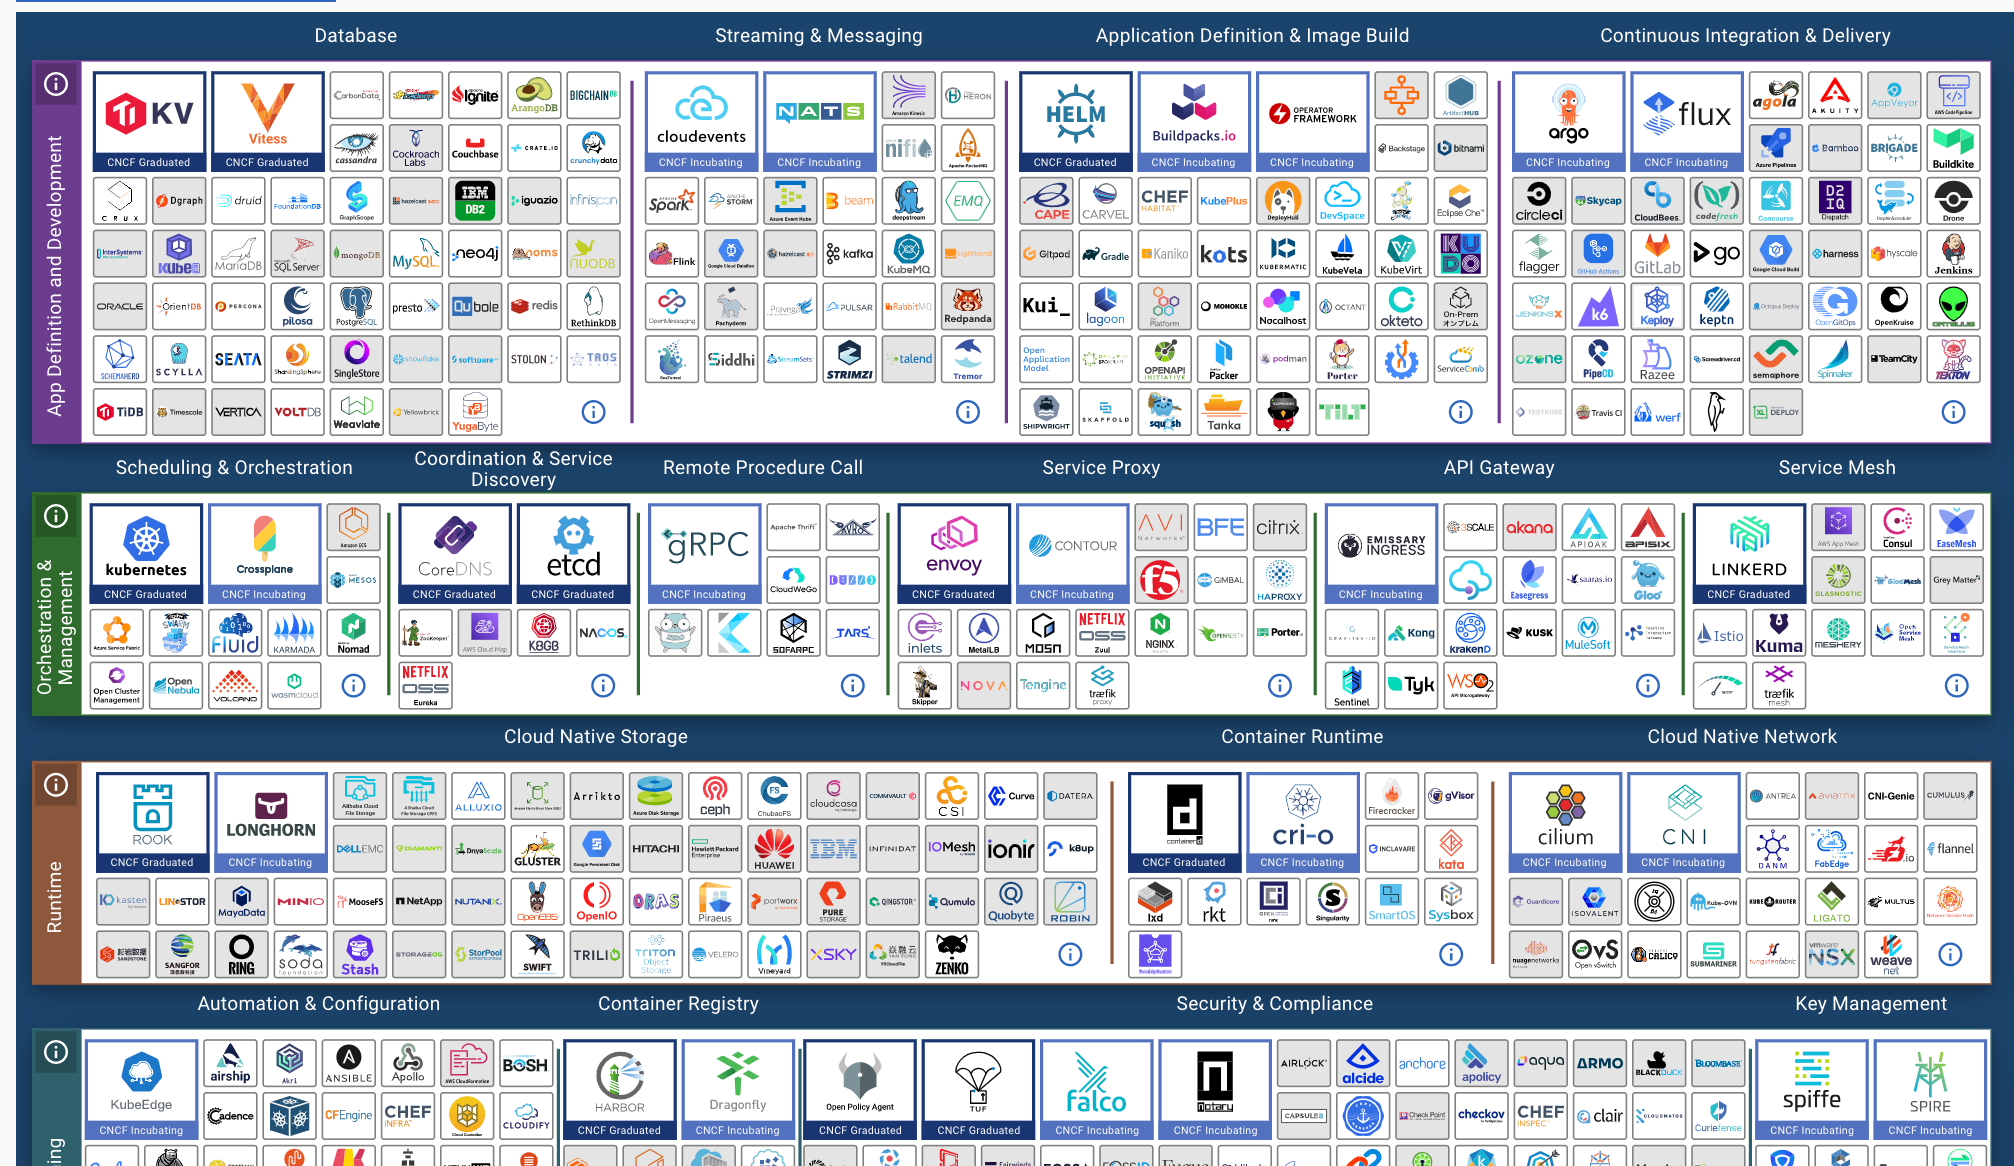 Database
Streaming & Messaging
Application Definition & Image Build
Continuous Integration & Delivery
App Definition and Development
TiKV
CNCF Graduated
Vitess
CNCF Graduated
CarbonData
Ignite
ArangoDB
BIGCHAINDB
cassandra
Cockroach Labs
Couchbase
CRATE.IO
crunchydata
CRUX
Dgraph
druid
FoundationDB
GraphScope
hazelcast
IBM DB2
iguazio
Infinispan
InterSystems
KubeDB
MariaDB
SQL Server
mongoDB
MySQL
neo4j
NUODB
ORACLE
OrientDB
PERCONA
pilosa
PostgreSQL
presto
Qubole
redis
RethinkDB
SCHEMAHERO
SCYLLA
SEATA
ShardingSphere
SingleStore
snowflake
software
STOLON
TAOS
TiDB
Timescale
VERTICA
VOLTDB
Weaviate
Yellowbrick
YugaByte
cloudevents
CNCF Incubating
NATS
CNCF Incubating
Amazon Kinesis
HERON
nifi
Apache RocketMQ
Spark
STORM
Azure Event Hubs
beam
deepstream
EMQ
Flink
Google Cloud Dataflow
hazelcast JET
kafka
KubeMQ
Lightbend
OpenMessaging
Pachyderm
Pravega
PULSAR
RabbitMQ
Redpanda
SeaTunnel
Siddhi
StreamSets
STRIMZI
talend
Tremor
HELM
CNCF Graduated
Buildpacks.io
CNCF Incubating
OPERATOR FRAMEWORK
CNCF Incubating
ArtifactHUB
Backstage
bitnami
CAPE
CARVEL
CHEF HABITAT
KubePlus
DeployHub
DevSpace
Eclipse Che
Gitpod
Gradle
Kaniko
kots
KUBERMATIC
KubeVela
KubeVirt
KUDO
Kui_
lagoon
Platform
MONOKLE
Nocalhost
OCTANT
okteto
On-Prem オンプレム
Open Application Model
OPENAPI INITIATIVE
Packer
podman
Porter
ServiceComb
SHIPWRIGHT
SKAFFOLD
squash
Tanka
TILT
argo
CNCF Incubating
flux
CNCF Incubating
agola
AKUITY
AppVeyor
AWS CodePipeline
Azure Pipelines
Bamboo
BRIGADE
Buildkite
circleci
Skycap
CloudBees.
codefresh
Concourse
D2IQ Dispatch
DolphinScheduler
Drone
flagger
GitHub Actions
GitLab
go
Google Cloud Build
harness
hyscale
Jenkins
JENKINS X
k6
Keploy
keptn
Octopus Deploy
OpenGitOps
OpenKruise
ORTELIUS
ozone
PipeCD
Razee
Screwdriver.cd
semaphore
Spinnaker
TeamCity
TEKTON
TESTKUBE
Travis CI
werf
XL DEPLOY
Scheduling & Orchestration
Coordination & Service Discovery
Remote Procedure Call
Service Proxy
API Gateway
Service Mesh
Orchestration & Management
kubernetes
CNCF Graduated
Crossplane
CNCF Incubating
Amazon ECS
MESOS
Azure Service Fabric
SWARM
Fluid
KARMADA
Nomad
Open Cluster Management
Open Nebula
VOLCANO
wasmcloud
CoreDNS
CNCF Graduated
etcd
CNCF Graduated
ZooKeeper
AWS Cloud Map
K8GB
NACOS.
NETFLIX OSS Eureka
gRPC
CNCF Incubating
Apache Thrift
AVRO
CloudWeGo
DUBBO
SOFARPC
TARS
envoy
CNCF Graduated
CONTOUR
CNCF Incubating
AVI Networks
BFE
citrix
f5
GIMBAL
HAPROXY
inlets
MetalLB
MOSN
NETFLIX OSS Zuul
NGINX
OPENRESTY
Porter
Skipper
NOVA
Tengine
træfik proxy
EMISSARY INGRESS
CNCF Incubating
3SCALE
akana
APIOAK
APISIX
Easegress
saaras.io
Gloo
GRAVITEE.IO
Kong
krakenD
KUSK
MuleSoft
Sentinel
Tyk
WSO2 API Microgateway
LINKERD
CNCF Graduated
AWS App Mesh
Consul
EaseMesh
GLASNOSTIC
GlooMesh
Grey Matter
Istio
Kuma
MESHERY
Open Service Mesh
Service Mesh Interface
SMP
træfik mesh
Cloud Native Storage
Container Runtime
Cloud Native Network
Runtime
ROOK
CNCF Graduated
LONGHORN
CNCF Incubating
Alibaba Cloud File Storage
Alibaba Cloud File Storage CPFS
ALLUXIO
Arrikto
Azure Disk Storage
ceph
ChubaoFS
cloudcasa
COMMVAULT
CSI
Curve
DATERA
DELLEMC
DIAMANTI
DriveScale
GLUSTER
Google Persistent Disk
HITACHI
Hewlett Packard Enterprise
HUAWEI
IBM
INFINIDAT
IOMesh
ionir
k8up
kasten
LINSTOR
MayaData
MINIO
MooseFS
NetApp
NUTANIX.
OpenEBS
OpenIO
ORAS
Piraeus
portworx
PURE STORAGE
QINGSTOR
Qumulo
Quobyte
ROBIN
SANDSTONE
SANGFOR
RING
soda foundation
Stash
STORAGEOS
StorPool
SWIFT
TRILIO
TRITON Object Storage
VELERO
Vineyard
XSKY
ZENKO
containerd
CNCF Graduated
cri-o
CNCF Incubating
Firecracker
gVisor
INCLAVARE
kata
lxd
rkt
Singularity
SmartOS
Sysbox
WasmEdgeRuntime
cilium
CNCF Incubating
CNI
CNCF Incubating
ANTREA
aviatrix
CNI-Genie
CUMULUS
DANM
FabEdge
flannel
Guardicore
ISOVALENT
Kube-OVN
KUBE ROUTER
LIGATO
MULTUS
Network Service Mesh
nuagenetworks
OvS Open vSwitch
CALICO
SUBMARINER
tungstenfabric
vmware NSX
weave net
Automation & Configuration
Container Registry
Security & Compliance
Key Management
KubeEdge
CNCF Incubating
airship
Akri
ANSIBLE
Apollo
AWS CloudFormation
BOSH
Cadence
CFEngine
CHEF INFRA
Cloud Custodian
CLOUDIFY
HARBOR
CNCF Graduated
Dragonfly
CNCF Incubating
Open Policy Agent
CNCF Graduated
TUF
CNCF Graduated
falco
CNCF Incubating
notary
CNCF Incubating
AIRLOCK
alcide
anchore
apolicy
aqua
ARMO
BLACKDUCK
BLOOMBASE
CAPSULE8
Check Point
checkov
CHEF INSPEC
clair
CLOUDMATOS
Curiefense
spiffe
CNCF Incubating
SPIRE
CNCF Incubating